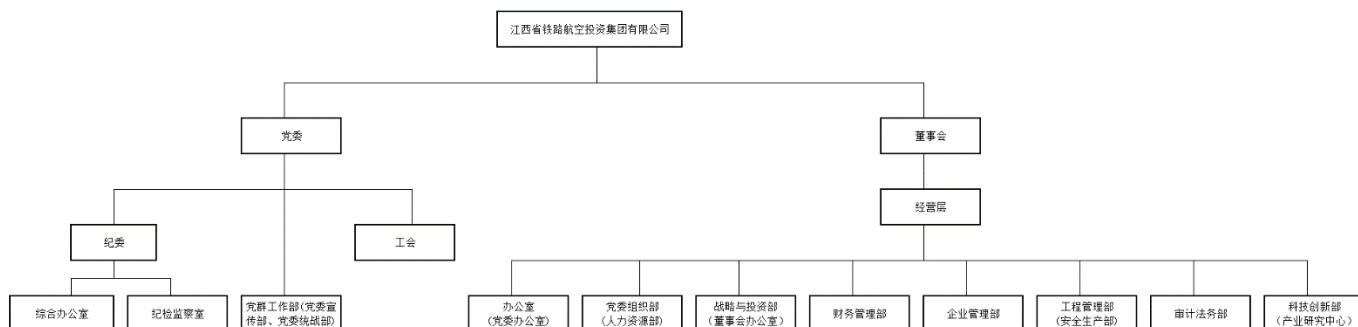 江西省铁路航空投资集团有限公司
党委
董事会
经营层
纪委
工会
综合办公室
纪检监察室
党群工作部(党委宣
传部、党委统战部)
办公室
(党委办公室)
党委组织部
(人力资源部)
战略与投资部
(董事会办公室)
财务管理部
企业管理部
工程管理部
(安全生产部)
审计法务部
科技创新部
(产业研究中心)